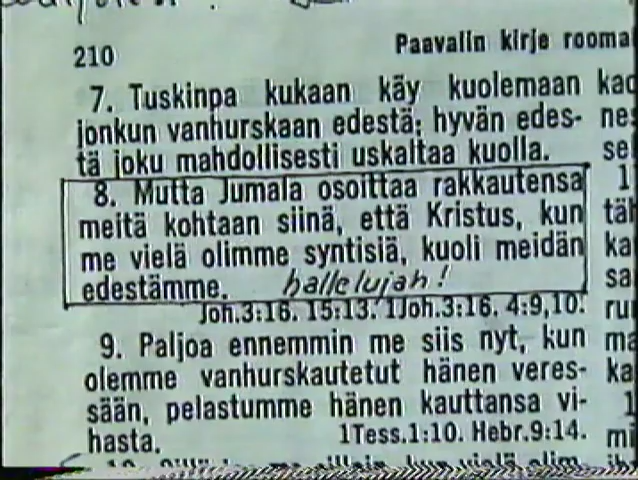 210
Paavalin kirje rooma
7. Tuskinpa kukaan käy kuolemaan
jonkun vanhurskaan edestä; hyvän edes-
tä joku mahdollisesti uskaltaa kuolla.
8. Mutta Jumala osoittaa rakkautensa
meitä kohtaan siinä, että Kristus, kun
me vielä olimme syntisiä, kuoli meidän
edestämme. hallelujah!
Joh.3:16. 15:13. 1Joh.3:16. 4:9,10.
9. Paljoa ennemmin me siis nyt, kun
olemme vanhurskautetut hänen veres-
sään, pelastumme hänen kauttansa vi-
hasta. 1Tess.1:10. Hebr.9:14.